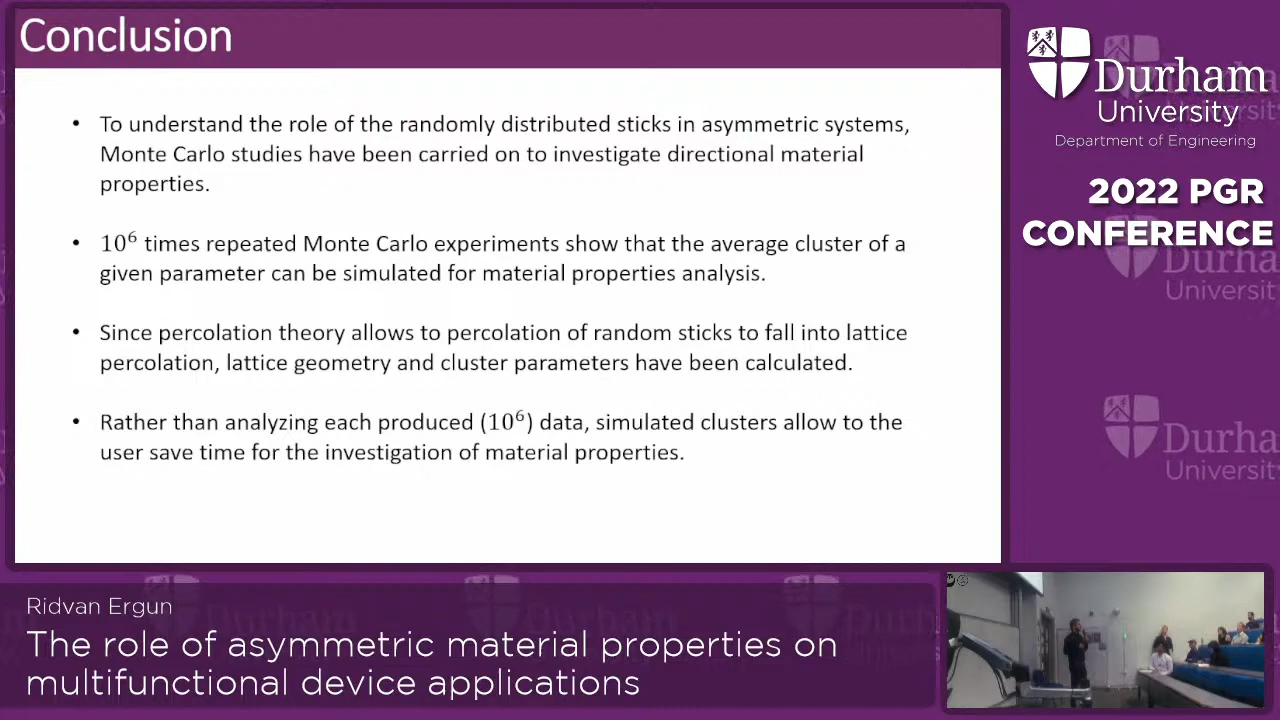 Conclusion
• To understand the role of the randomly distributed sticks in asymmetric systems,
Monte Carlo studies have been carried on to investigate directional material
properties.
• 10⁶ times repeated Monte Carlo experiments show that the average cluster of a
given parameter can be simulated for material properties analysis.
• Since percolation theory allows to percolation of random sticks to fall into lattice
percolation, lattice geometry and cluster parameters have been calculated.
• Rather than analyzing each produced (10⁶) data, simulated clusters allow to the
user save time for the investigation of material properties.
Durham
University
Department of Engineering
2022 PGR
CONFERENCE
Durham
University
Durham
University
Ridvan Ergun
The role of asymmetric material properties on
multifunctional device applications